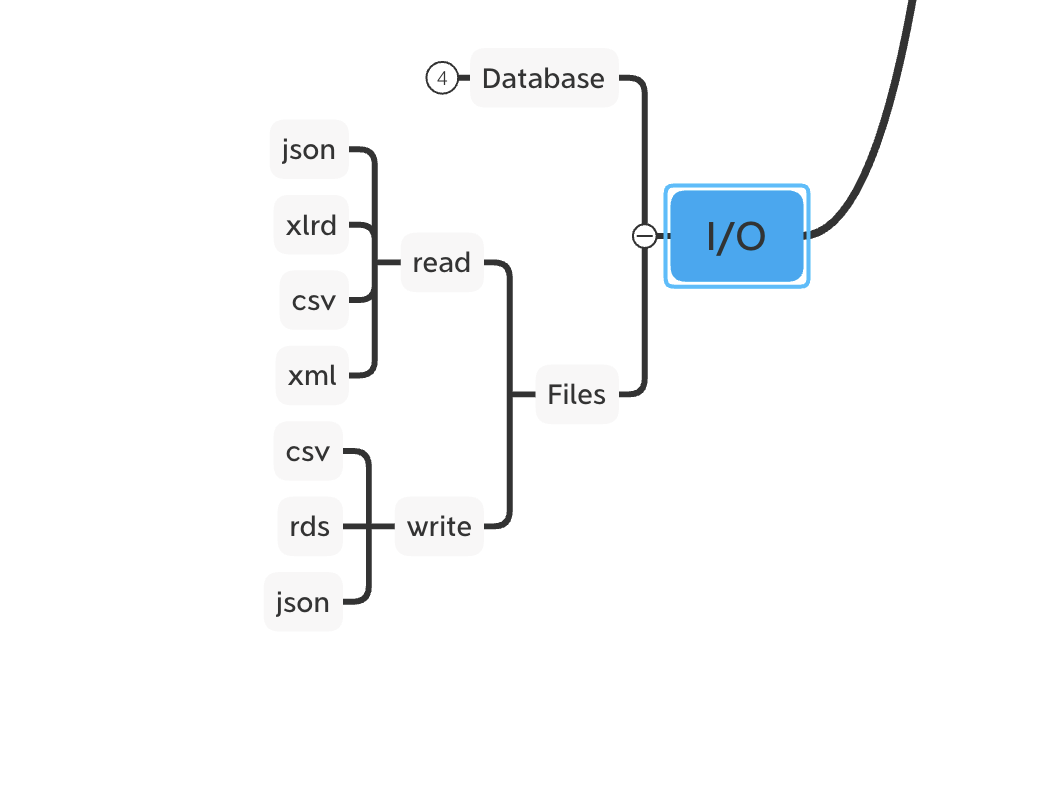 4
Database
json
xlrd
csv
xml
read
I/O
Files
csv
rds
json
write